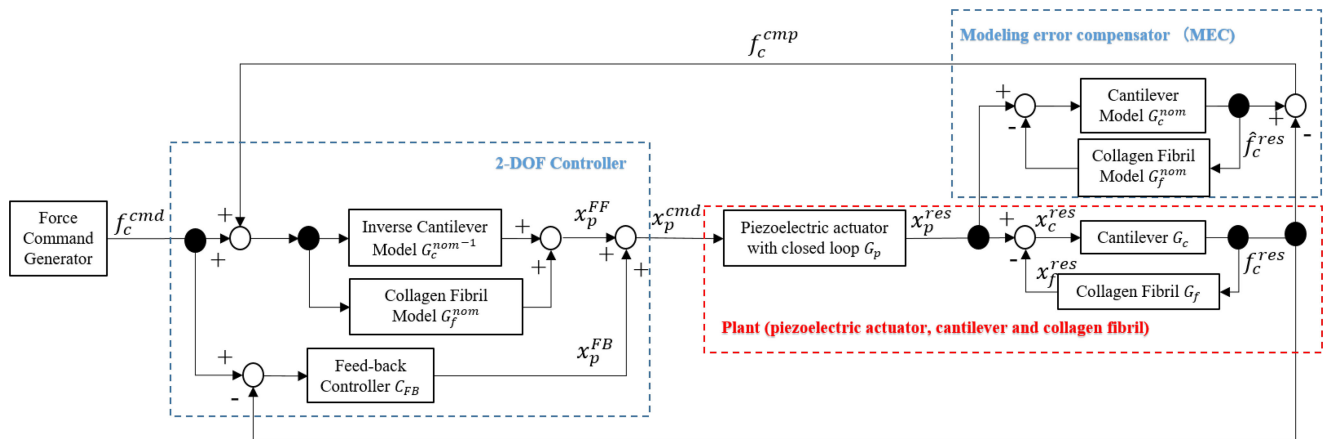 Modeling error compensator （MEC)
f_c^{cmp}
+
Cantilever
Model G_c^{nom}
-
+
-
f̂_c^{res}
Collagen Fibril
Model G_f^{nom}
2-DOF Controller
Force
Command
Generator
f_c^{cmd}
+
+
Inverse Cantilever
Model G_c^{nom−1}
+
+
Collagen Fibril
Model G_f^{nom}
x_p^{FF}
x_p^{cmd}
+
+
x_p^{FB}
+
-
Feed-back
Controller C_{FB}
Piezoelectric actuator
with closed loop G_p
x_p^{res}
+
-
x_c^{res}
Cantilever G_c
f_c^{res}
x_f^{res}
Collagen Fibril G_f
Plant (piezoelectric actuator, cantilever and collagen fibril)